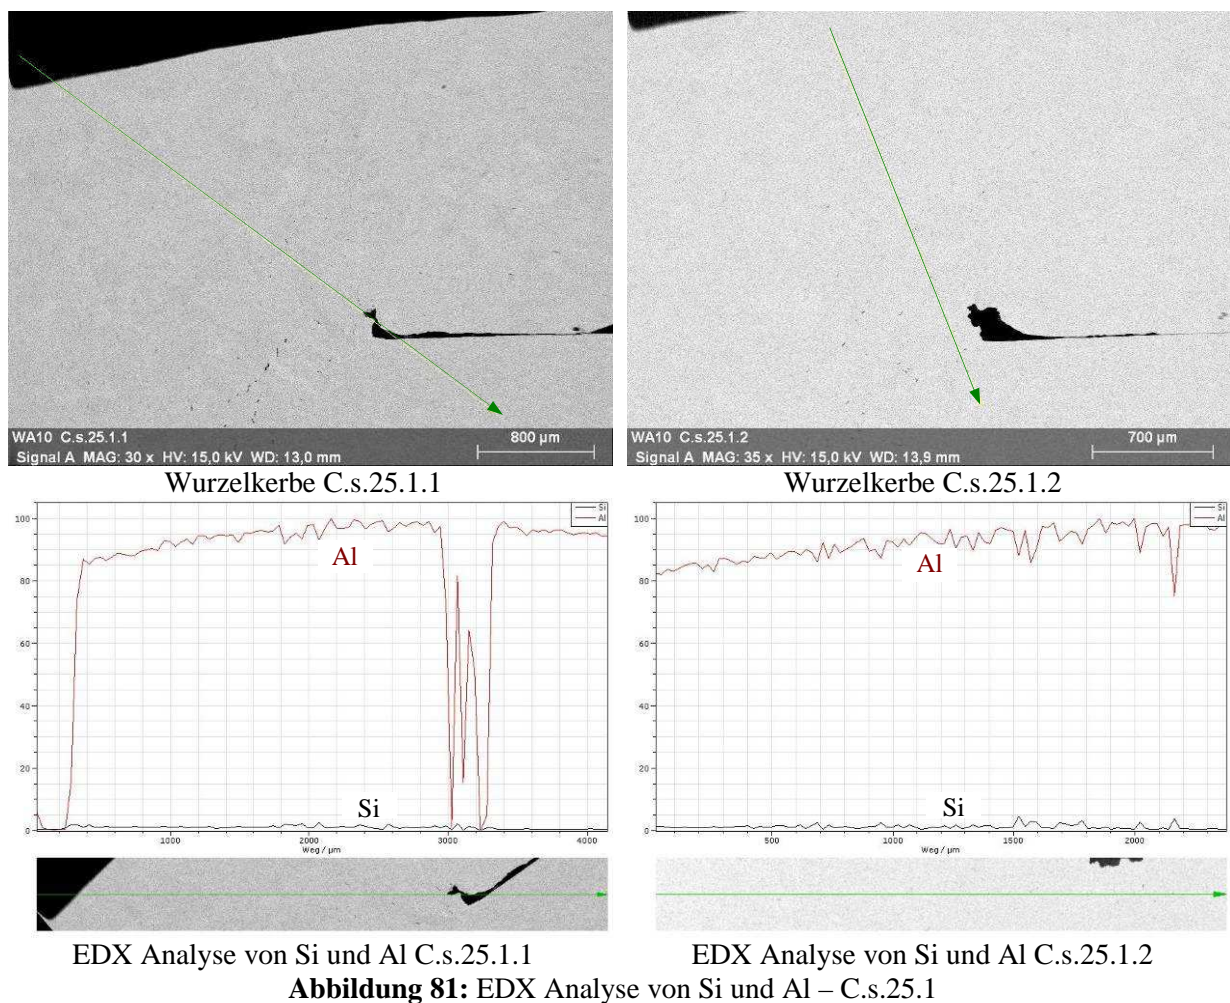 WA10 C.s.25.1.1
800 µm
Signal A MAG: 30 x HV: 15,0 kV WD: 13,0 mm
WA10 C.s.25.1.2
700 µm
Signal A MAG: 35 x HV: 15,0 kV WD: 13,9 mm
Wurzelkerbe C.s.25.1.1
Wurzelkerbe C.s.25.1.2
Si
Al
100
80
60
40
20
0
Al
Si
1000
2000
3000
4000
Weg / µm
Si
Al
100
80
60
40
20
0
Al
Si
500
1000
1500
2000
Weg / µm
EDX Analyse von Si und Al C.s.25.1.1
EDX Analyse von Si und Al C.s.25.1.2
Abbildung 81: EDX Analyse von Si und Al – C.s.25.1